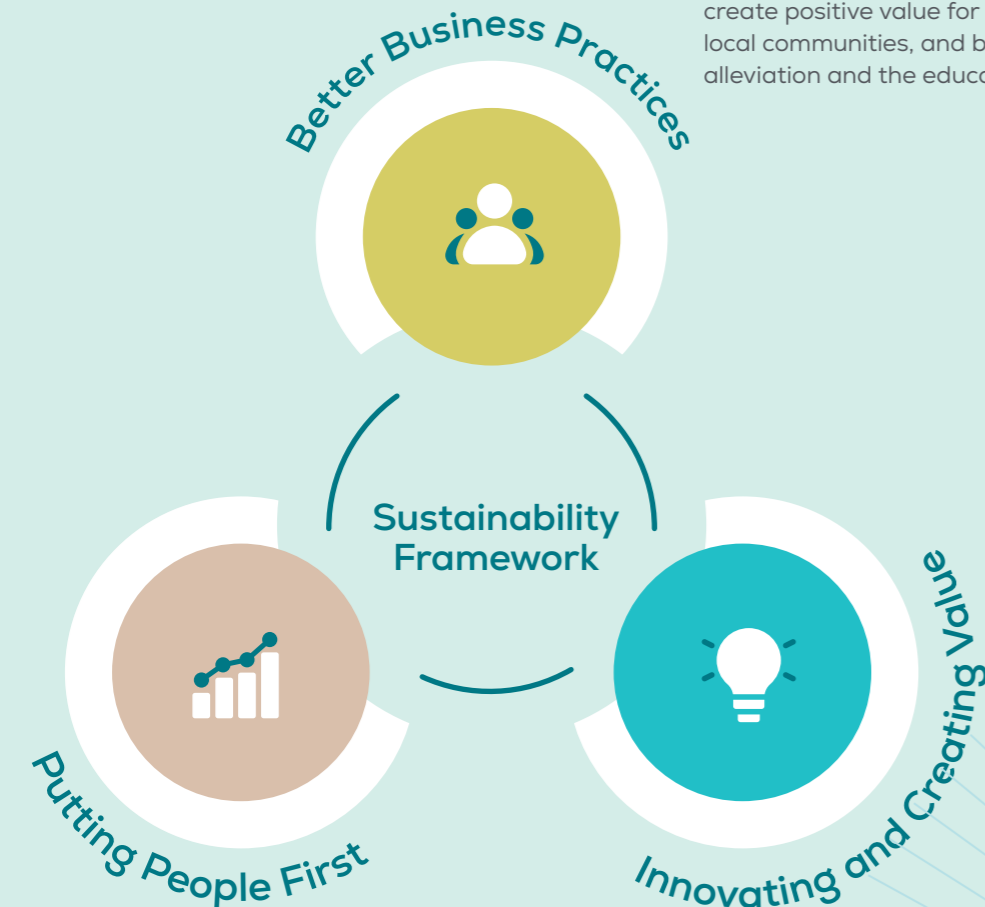 create positive value for
local communities, and b
alleviation and the educa
Better Business Practices
Sustainability
Framework
Putting People First
Innovating and Creating Value